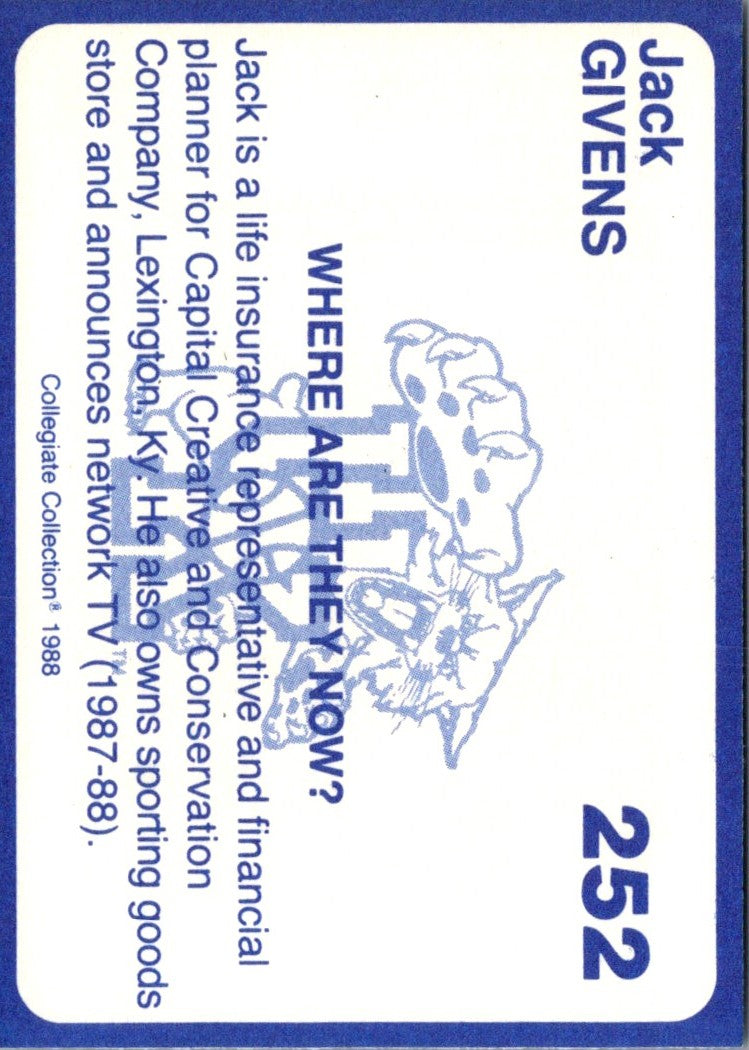 Jack
GIVENS
252
WHERE ARE THEY NOW?
Jack is a life insurance representative and financial
planner for Capital Creative and Conservation
Company, Lexington, Ky. He also owns sporting goods
store and announces network TV (1987-88).
TM
Collegiate Collection® 1988